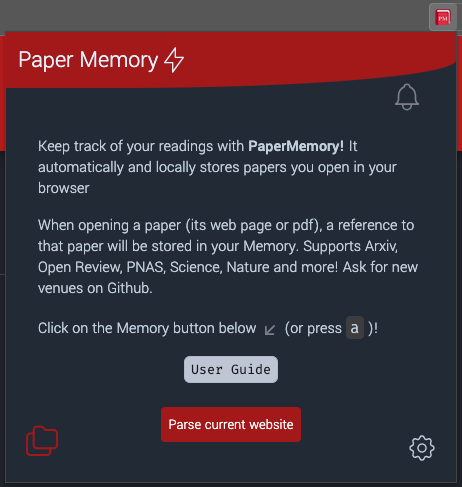 PM
Paper Memory
Keep track of your readings with PaperMemory! It
automatically and locally stores papers you open in your
browser
When opening a paper (its web page or pdf), a reference to
that paper will be stored in your Memory. Supports Arxiv,
Open Review, PNAS, Science, Nature and more! Ask for new
venues on Github.
Click on the Memory button below ↙ (or press a )!
User Guide
Parse current website